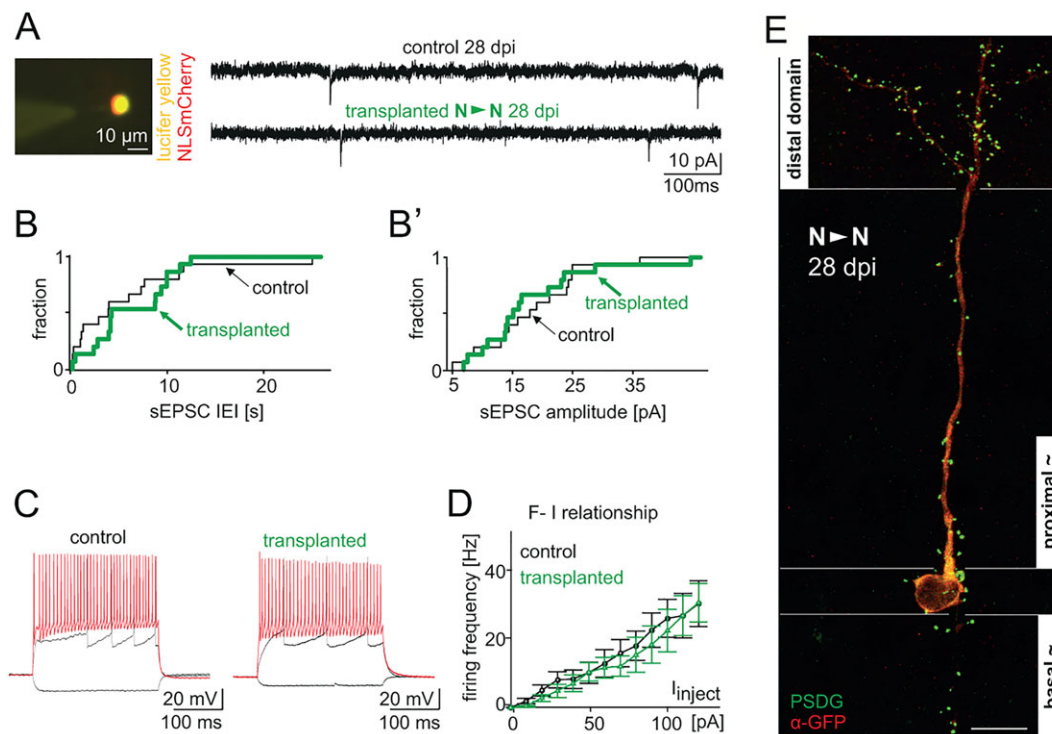 A
lucifer yellow
NLSmCherry
10 µm
control 28 dpi
transplanted N ► N 28 dpi
10 pA
100ms
B
1
fraction
0
control
transplanted
0 10 20
sEPSC IEI [s]
B'
1
fraction
0
transplanted
control
5 15 25 35
sEPSC amplitude [pA]
C
control
20 mV
100 ms
transplanted
20 mV
100 ms
D
F- I relationship
firing frequency [Hz]
control
transplanted
40
20
0
Iinject
0 50 100 [pA]
E
distal domain
N ► N
28 dpi
proximal ~
basal ~
PSDG
α-GFP